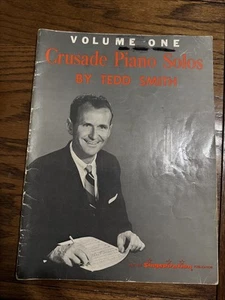 VOLUME ONE
Crusade Piano Solos
BY TEDD SMITH